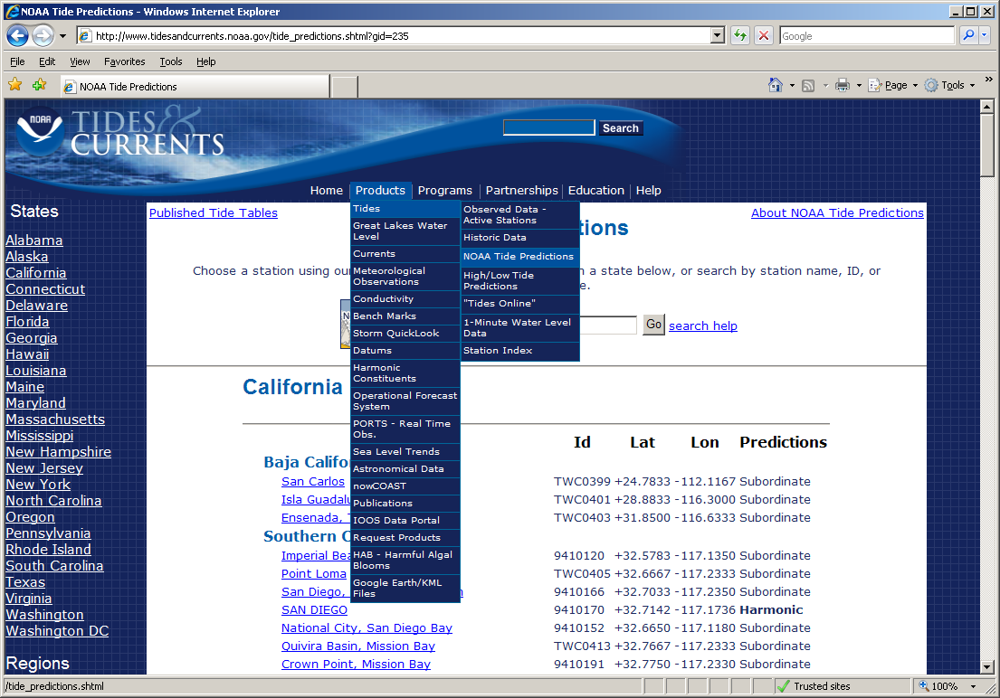 NOAA Tide Predictions - Windows Internet Explorer
http://www.tidesandcurrents.noaa.gov/tide_predictions.shtml?gid=235
Google
File Edit View Favorites Tools Help
NOAA Tide Predictions
Page Tools »
NOAA
TIDES &
CURRENTS
Search
Home Products Programs Partnerships Education Help
States
Alabama
Alaska
California
Connecticut
Delaware
Florida
Georgia
Hawaii
Louisiana
Maine
Maryland
Massachusetts
Mississippi
New Hampshire
New Jersey
New York
North Carolina
Oregon
Pennsylvania
Rhode Island
South Carolina
Texas
Virginia
Washington
Washington DC
Regions
Tides
Great Lakes Water
Level
Currents
Meteorological
Observations
Conductivity
Bench Marks
Storm QuickLook
Datums
Harmonic
Constituents
Operational Forecast
System
PORTS - Real Time
Obs.
Sea Level Trends
Astronomical Data
nowCOAST
Publications
IOOS Data Portal
Request Products
HAB - Harmful Algal
Blooms
Google Earth/KML
Files
Observed Data -
Active Stations
Historic Data
NOAA Tide Predictions
High/Low Tide
Predictions
"Tides Online"
1-Minute Water Level
Data
Station Index
Published Tide Tables
About NOAA Tide Predictions
tions
Choose a station using ou
n a state below, or search by station name, ID, or
e.
Go search help
California
Id Lat Lon Predictions
Baja Califo
San Carlos TWC0399 +24.7833 -112.1167 Subordinate
Isla Guadalu TWC0401 +28.8833 -116.3000 Subordinate
Ensenada, TWC0403 +31.8500 -116.6333 Subordinate
Southern C
Imperial Bea 9410120 +32.5783 -117.1350 Subordinate
Point Loma TWC0405 +32.6667 -117.2333 Subordinate
San Diego, 9410166 +32.7033 -117.2350 Subordinate
SAN DIEGO 9410170 +32.7142 -117.1736 Harmonic
National City, San Diego Bay 9410152 +32.6650 -117.1180 Subordinate
Quivira Basin, Mission Bay TWC0413 +32.7667 -117.2333 Subordinate
Crown Point, Mission Bay 9410191 +32.7750 -117.2330 Subordinate
/tide_predictions.shtml
Trusted sites
100%